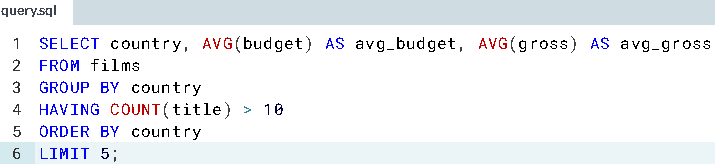 query.sql
1 SELECT country, AVG(budget) AS avg_budget, AVG(gross) AS avg_gross
2 FROM films
3 GROUP BY country
4 HAVING COUNT(title) > 10
5 ORDER BY country
6 LIMIT 5;